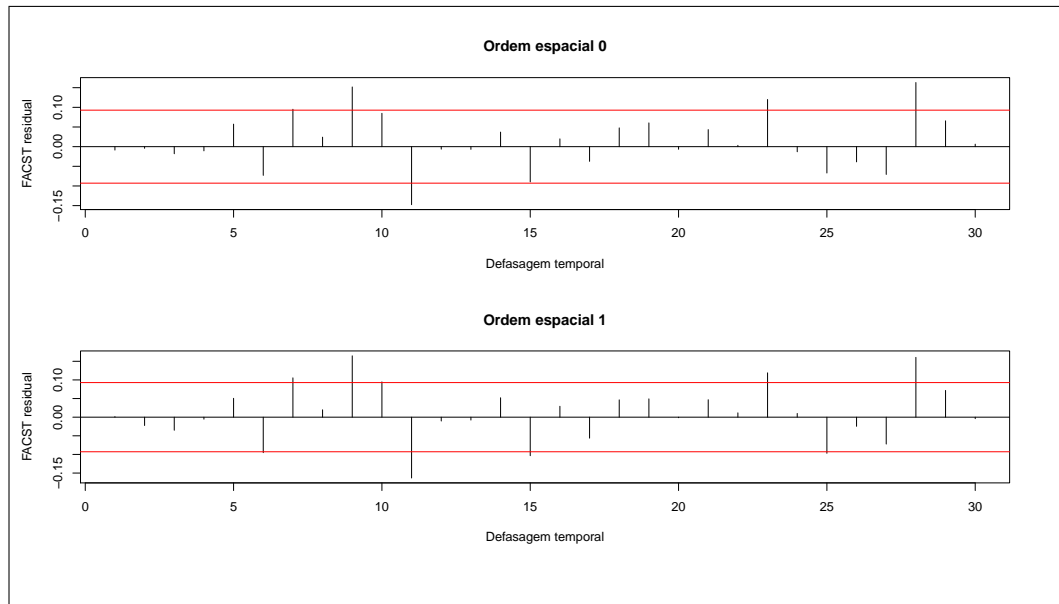 Ordem espacial 0
FACST residual
0.10
0.00
−0.15
0 5 10 15 20 25 30
Defasagem temporal
Ordem espacial 1
FACST residual
0.10
0.00
−0.15
0 5 10 15 20 25 30
Defasagem temporal